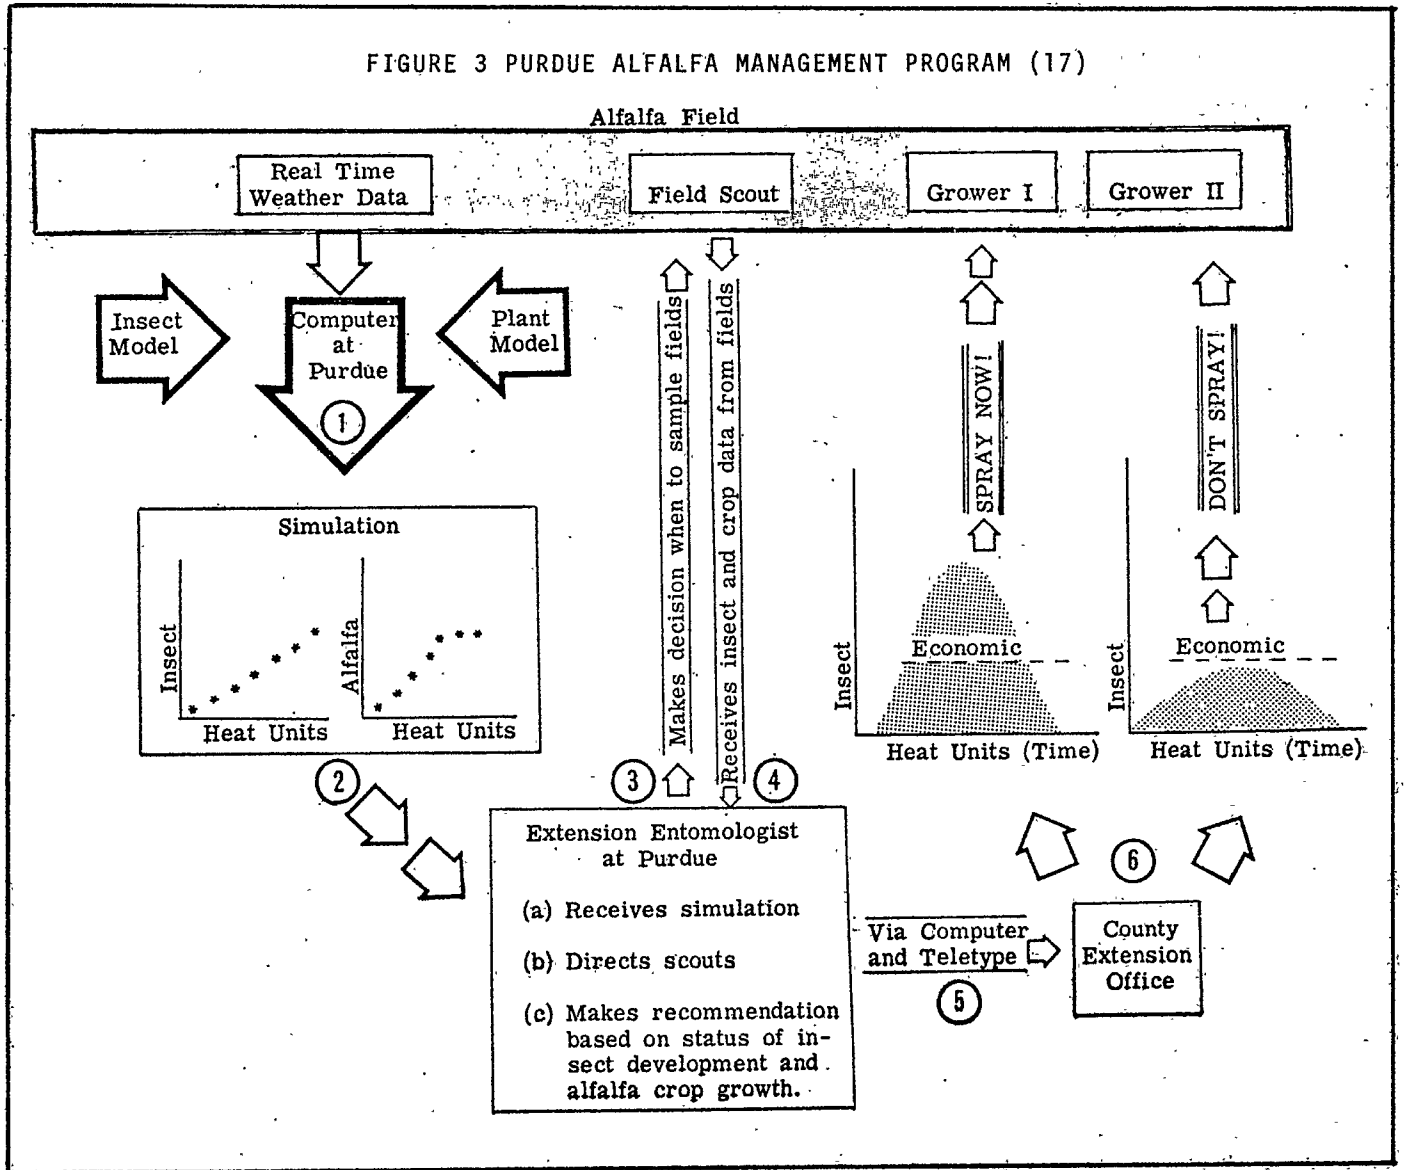 FIGURE 3 PURDUE ALFALFA MANAGEMENT PROGRAM (17)
Alfalfa Field
Real Time
Weather Data
Field Scout
Grower I
Grower II
Insect
Model
Computer
at
Purdue
1
Plant
Model
Simulation
Insect
Heat Units
Alfalfa
Heat Units
2
3
Makes decision when to sample fields
Receives insect and crop data from fields
4
Extension Entomologist
at Purdue
(a) Receives simulation
(b) Directs scouts
(c) Makes recommendation
based on status of in-
sect development and
alfalfa crop growth.
Via Computer
and Teletype
5
County
Extension
Office
6
SPRAY NOW!
Economic
Insect
Heat Units (Time)
DON'T SPRAY!
Economic
Insect
Heat Units (Time)